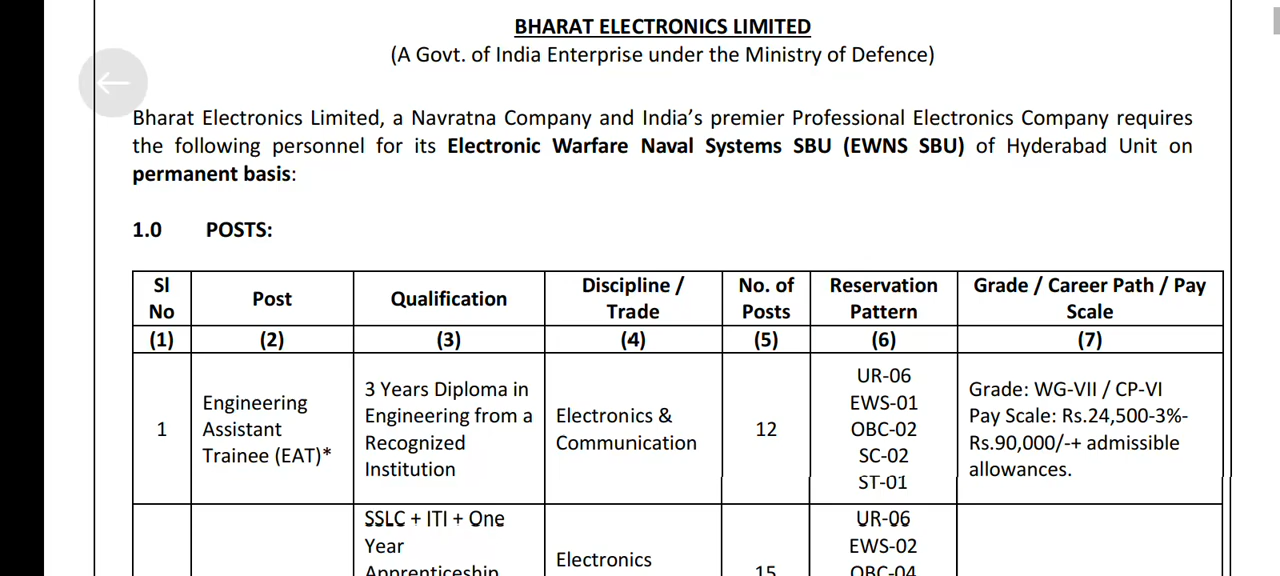 BHARAT ELECTRONICS LIMITED
(A Govt. of India Enterprise under the Ministry of Defence)
Bharat Electronics Limited, a Navratna Company and India's premier Professional Electronics Company requires
the following personnel for its Electronic Warfare Naval Systems SBU (EWNS SBU) of Hyderabad Unit on
permanent basis:
1.0 POSTS:
Sl No
Post
Qualification
Discipline /
Trade
No. of
Posts
Reservation
Pattern
Grade / Career Path / Pay
Scale
(1) (2) (3) (4) (5) (6) (7)
1
Engineering
Assistant
Trainee (EAT)*
3 Years Diploma in
Engineering from a
Recognized
Institution
Electronics &
Communication
12
UR-06
EWS-01
OBC-02
SC-02
ST-01
Grade: WG-VII / CP-VI
Pay Scale: Rs.24,500-3%-
Rs.90,000/-+ admissible
allowances.
SSLC + ITI + One
Year
Apprenticeship
Electronics
15
UR-06
EWS-02
OBC-04